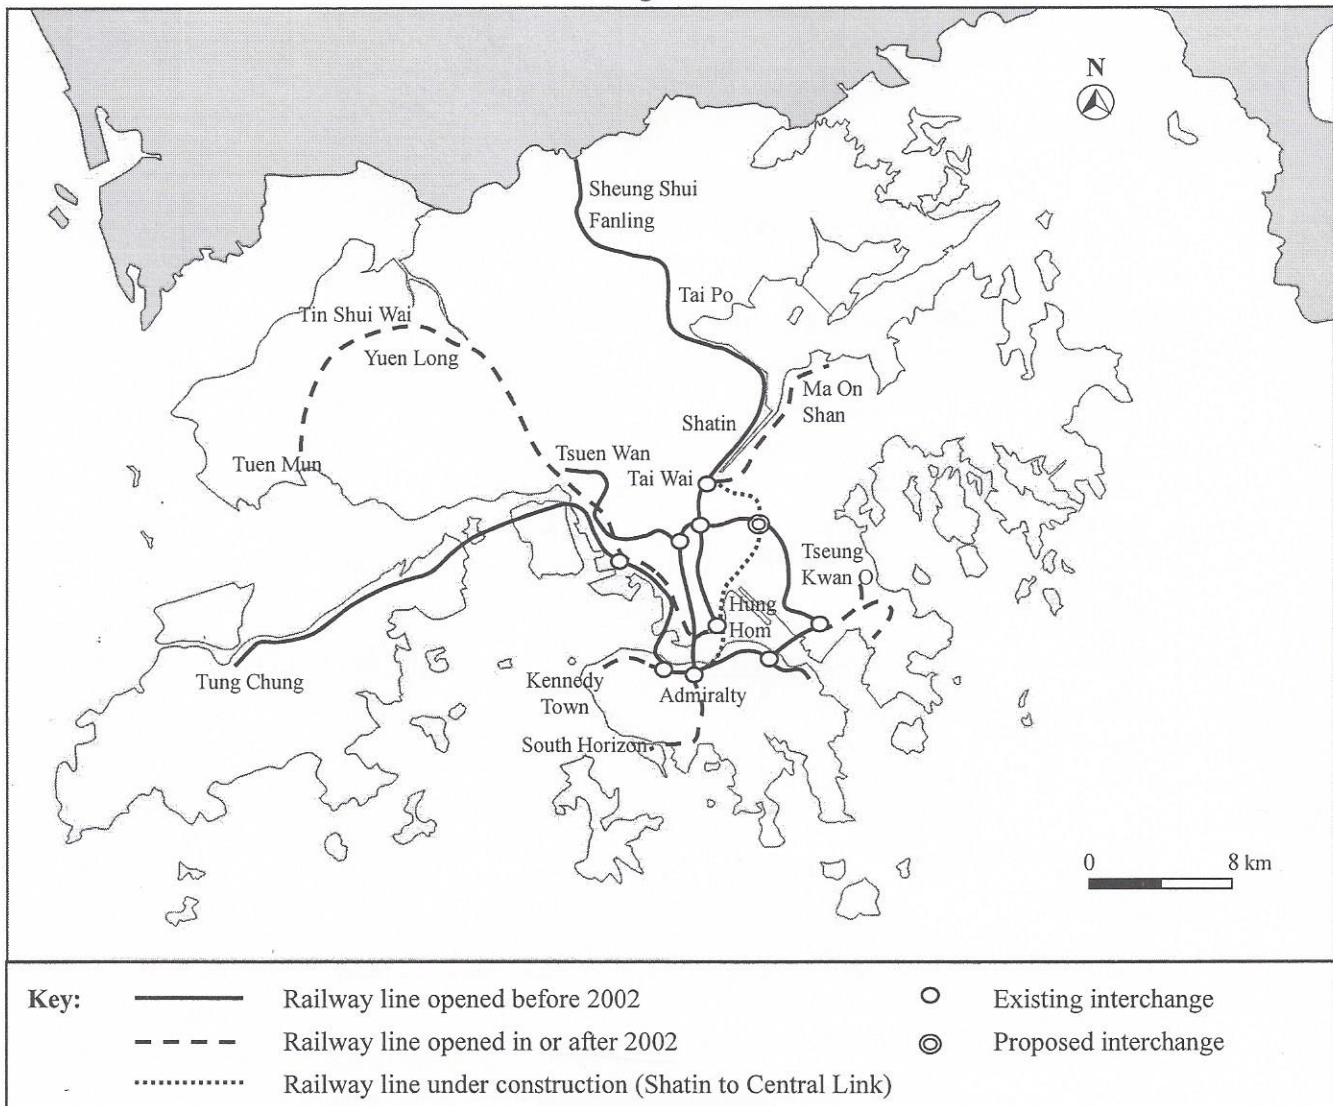 N
Sheung Shui
Fanling
Tai Po
Tin Shui Wai
Yuen Long
Ma On
Shan
Shatin
Tsuen Wan
Tuen Mun
Tai Wai
Tseung
Kwan O
Hung
Hom
Tung Chung
Kennedy
Town
Admiralty
South Horizon
0 8 km
Key:
Railway line opened before 2002
Existing interchange
Railway line opened in or after 2002
Proposed interchange
Railway line under construction (Shatin to Central Link)